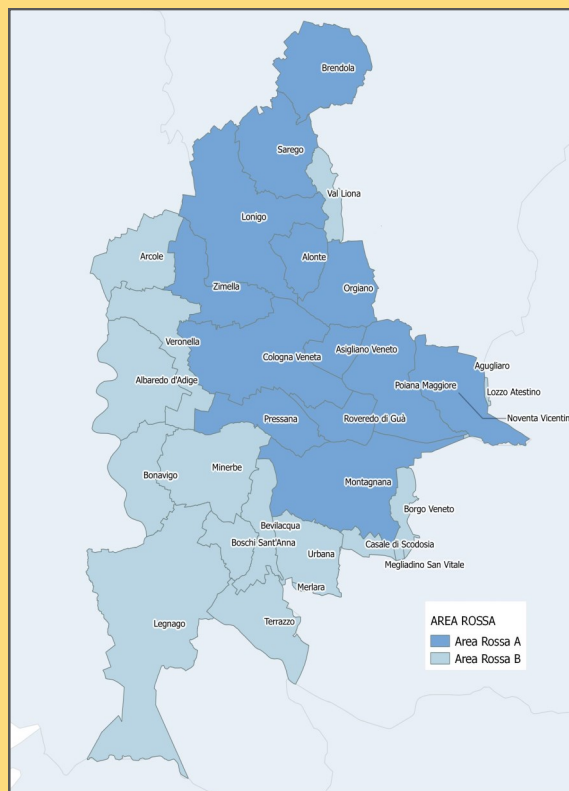 Brendola
Sarego
Val Liona
Lonigo
Arcole
Alonte
Zimella
Orgiano
Veronella
Asigliano Veneto
Cologna Veneta
Agugliaro
Albaredo d'Adige
Poiana Maggiore
Lozzo Atestino
Pressana
Roveredo di Guà
Noventa Vicentin
Minerbe
Bonavigo
Montagnana
Borgo Veneto
Bevilacqua
Boschi Sant'Anna
Casale di Scodosia
Urbana
Megliadino San Vitale
Merlara
Legnago
Terrazzo
AREA ROSSA
Area Rossa A
Area Rossa B